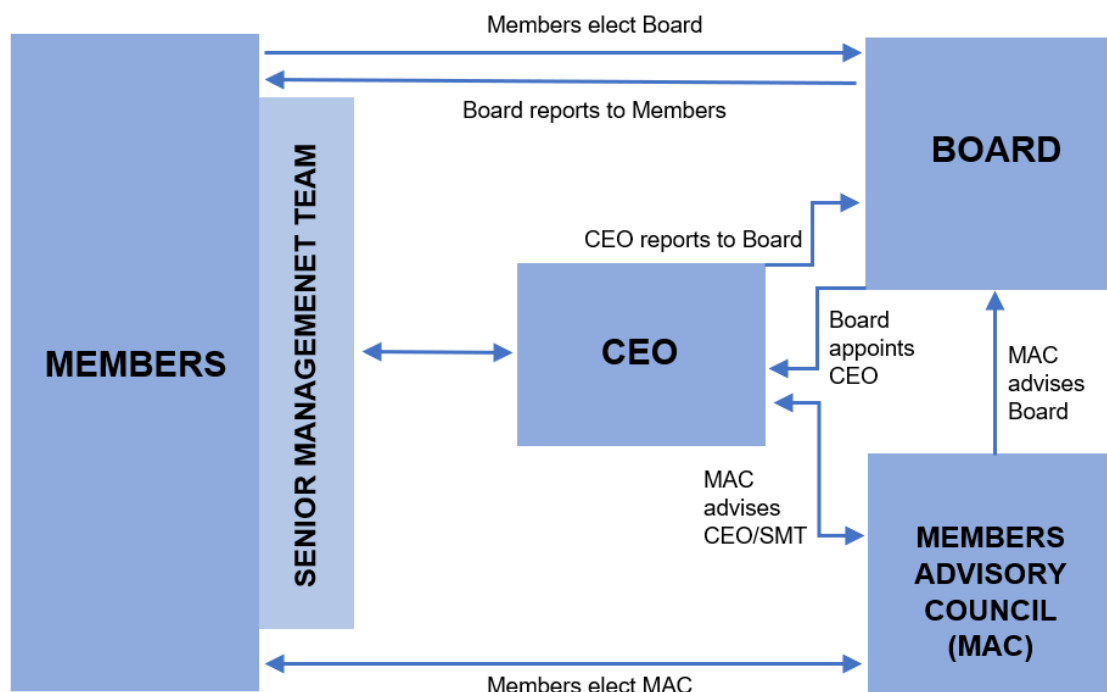 Members elect Board
Board reports to Members
BOARD
SENIOR MANAGEMENET TEAM
CEO reports to Board
MEMBERS
CEO
Board
appoints
CEO
MAC
advises
Board
MAC
advises
CEO/SMT
MEMBERS
ADVISORY
COUNCIL
(MAC)
Members elect MAC